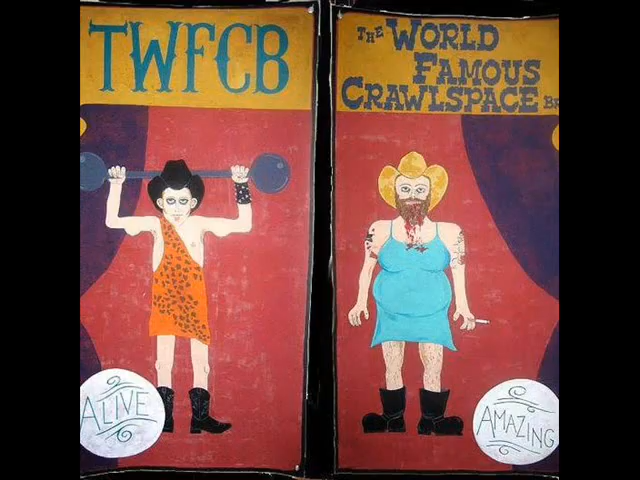 TWFCB
ALIVE
THE WORLD
FAMOUS
CRAWLSPACE
AMAZING